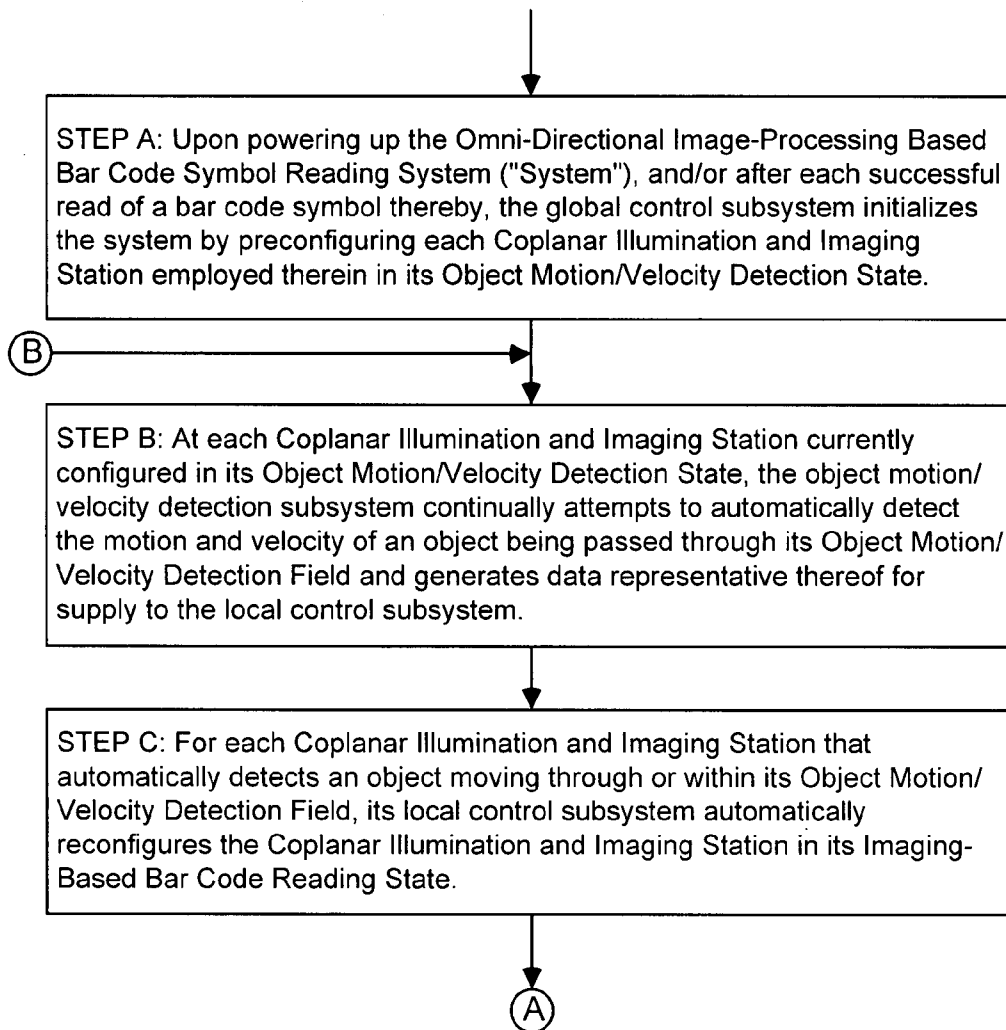 STEP A: Upon powering up the Omni-Directional Image-Processing Based
Bar Code Symbol Reading System ("System"), and/or after each successful
read of a bar code symbol thereby, the global control subsystem initializes
the system by preconfiguring each Coplanar Illumination and Imaging
Station employed therein in its Object Motion/Velocity Detection State.
B
STEP B: At each Coplanar Illumination and Imaging Station currently
configured in its Object Motion/Velocity Detection State, the object motion/
velocity detection subsystem continually attempts to automatically detect
the motion and velocity of an object being passed through its Object Motion/
Velocity Detection Field and generates data representative thereof for
supply to the local control subsystem.
STEP C: For each Coplanar Illumination and Imaging Station that
automatically detects an object moving through or within its Object Motion/
Velocity Detection Field, its local control subsystem automatically
reconfigures the Coplanar Illumination and Imaging Station in its Imaging-
Based Bar Code Reading State.
A